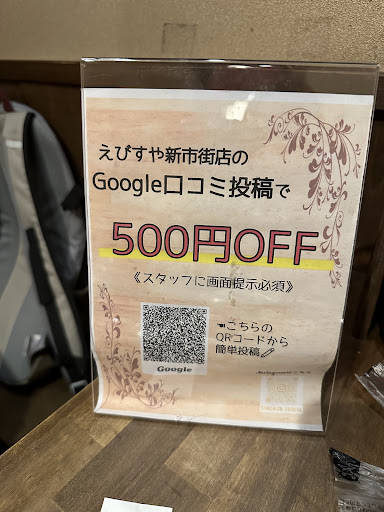 えびすや新市街店の
Google口コミ投稿で
500円OFF
《スタッフに画面提示必須》
☚こちらの
QRコードから
簡単投稿
Google